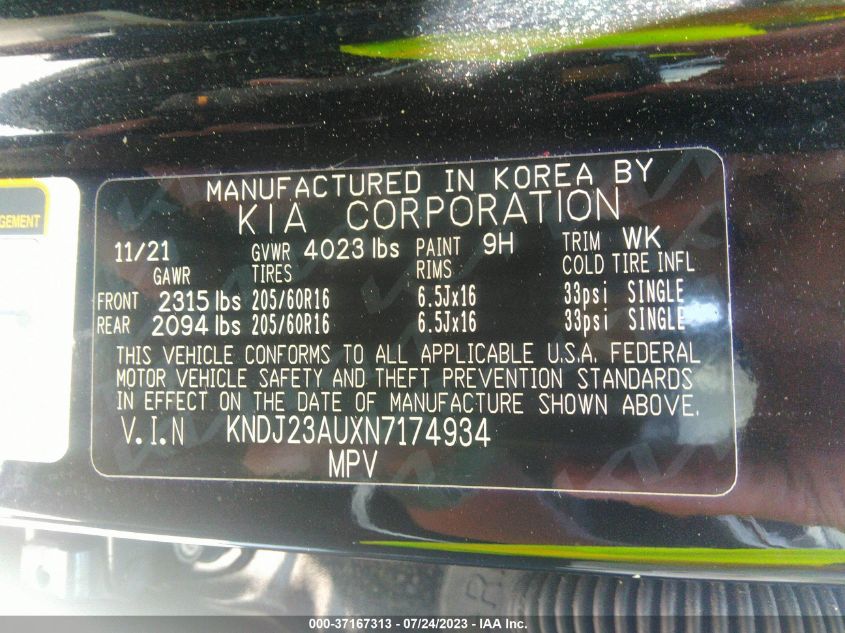 GEMENT
MANUFACTURED IN KOREA BY
KIA CORPORATION
11/21 GVWR 4023 lbs PAINT 9H TRIM WK
GAWR TIRES RIMS COLD TIRE INFL
FRONT 2315 lbs 205/60R16 6.5Jx16 33psi SINGLE
REAR 2094 lbs 205/60R16 6.5Jx16 33psi SINGLE
THIS VEHICLE CONFORMS TO ALL APPLICABLE U.S.A. FEDERAL
MOTOR VEHICLE SAFETY AND THEFT PREVENTION STANDARDS
IN EFFECT ON THE DATE OF MANUFACTURE SHOWN ABOVE.
V.I.N KNDJ23AUXN7174934
MPV
000-37167313 / 07/24/2023 - IAA Inc.